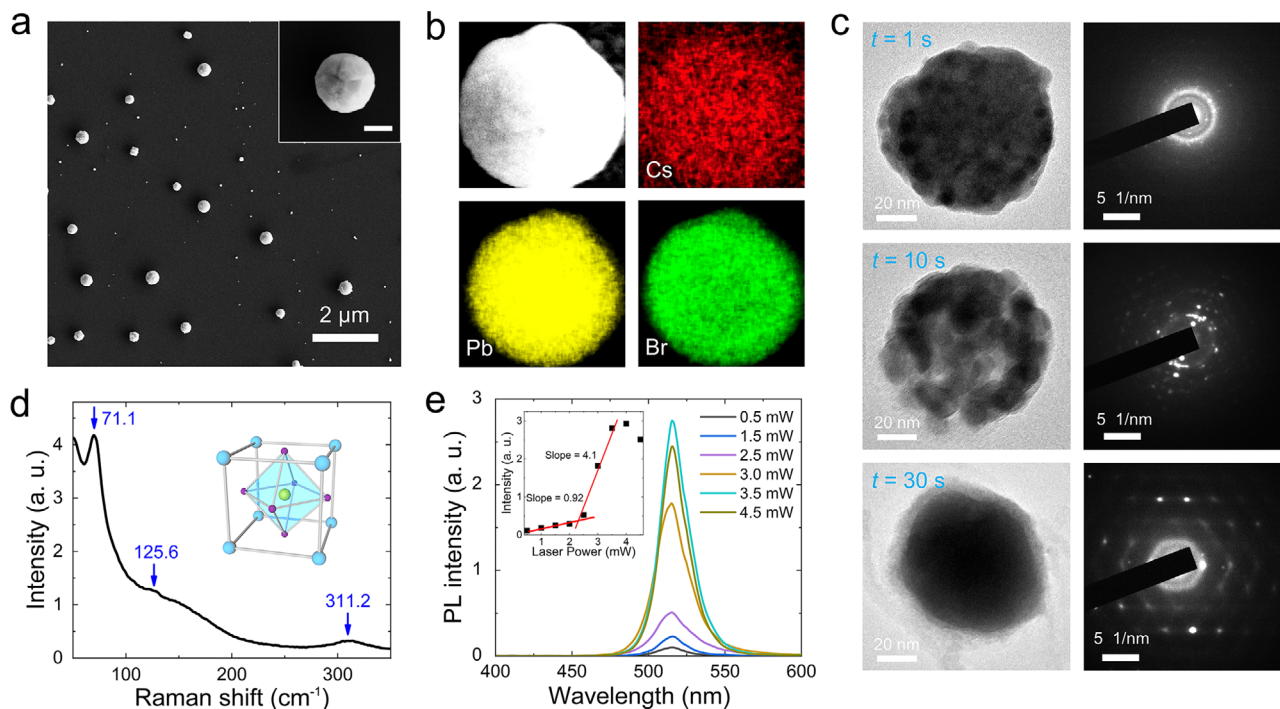 a
2 µm
b
Cs
Pb
Br
c
t = 1 s
20 nm
5 1/nm
t = 10 s
20 nm
5 1/nm
t = 30 s
20 nm
5 1/nm
d
71.1
125.6
311.2
4
3
2
1
0
100
200
300
Intensity (a. u.)
Raman shift (cm⁻¹)
e
3
2
1
0
400
450
500
550
600
PL intensity (a. u.)
Wavelength (nm)
0.5 mW
1.5 mW
2.5 mW
3.0 mW
3.5 mW
4.5 mW
3
2
1
0
1
2
3
4
Intensity (a. u.)
Laser Power (mW)
Slope = 4.1
Slope = 0.92